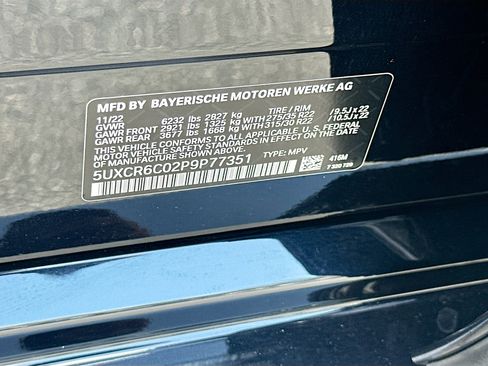 MFD BY BAYERISCHE MOTOREN WERKE AG
11/22 6232 lbs 2827 kg TIRE / RIM
GVWR
GAWR FRONT 2921 lbs 1325 kg WITH 275/35 R22 / 9.5J x 22
GAWR REAR 3677 lbs 1668 kg WITH 315/30 R22 / 10.5J x 22
THIS VEHICLE CONFORMS TO ALL APPLICABLE U.S. FEDERAL
MOTOR VEHICLE SAFETY STANDARDS IN EFFECT ON THE DATE
OF MANUFACTURE SHOWN ABOVE.
5UXCR6C02P9P77351 TYPE: MPV
416M